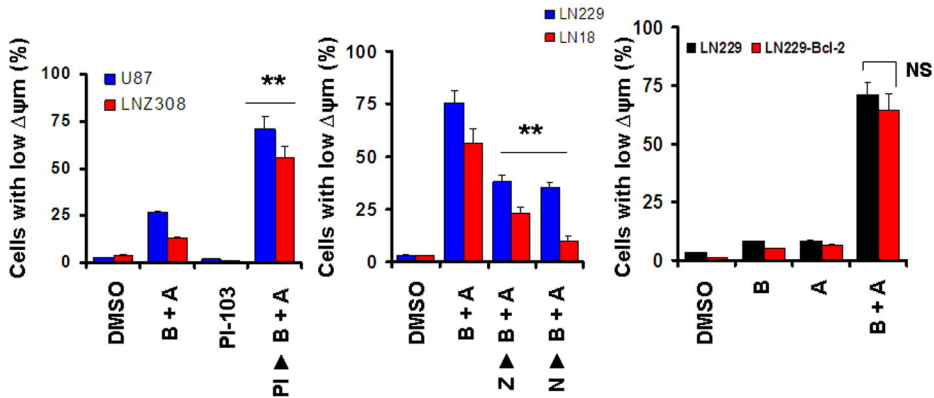 Cells with low Δψm (%)
100
75
50
25
0
U87
LNZ308
**
DMSO
B + A
PI-103
PI ▶ B + A
Cells with low Δψm (%)
100
75
50
25
0
LN229
LN18
**
DMSO
B + A
Z ▶ B + A
N ▶ B + A
Cells with low Δψm (%)
100
75
50
25
0
LN229
LN229-Bcl-2
NS
DMSO
B
A
B + A